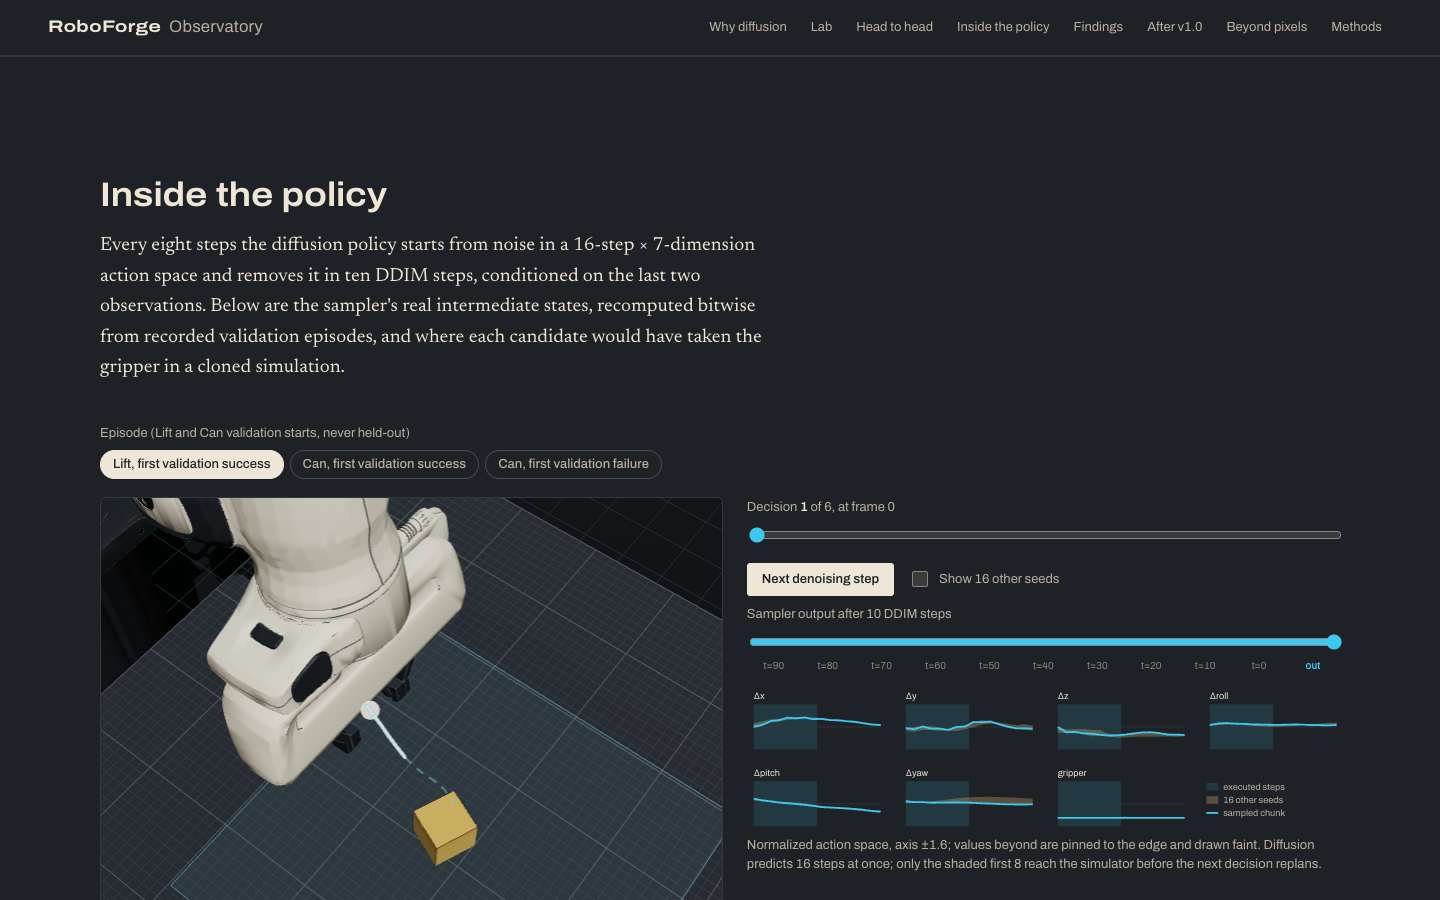 RoboForge Observatory
Why diffusion
Lab
Head to head
Inside the policy
Findings
After v1.0
Beyond pixels
Methods
Inside the policy
Every eight steps the diffusion policy starts from noise in a 16-step × 7-dimension
action space and removes it in ten DDIM steps, conditioned on the last two
observations. Below are the sampler's real intermediate states, recomputed bitwise
from recorded validation episodes, and where each candidate would have taken the
gripper in a cloned simulation.
Episode (Lift and Can validation starts, never held-out)
Lift, first validation success
Can, first validation success
Can, first validation failure
Decision 1 of 6, at frame 0
Next denoising step
Show 16 other seeds
Sampler output after 10 DDIM steps
t=90 t=80 t=70 t=60 t=50 t=40 t=30 t=20 t=10 t=0 out
Δx
Δy
Δz
Δroll
Δpitch
Δyaw
gripper
executed steps
16 other seeds
sampled chunk
Normalized action space, axis ±1.6; values beyond are pinned to the edge and drawn faint. Diffusion
predicts 16 steps at once; only the shaded first 8 reach the simulator before the next decision replans.